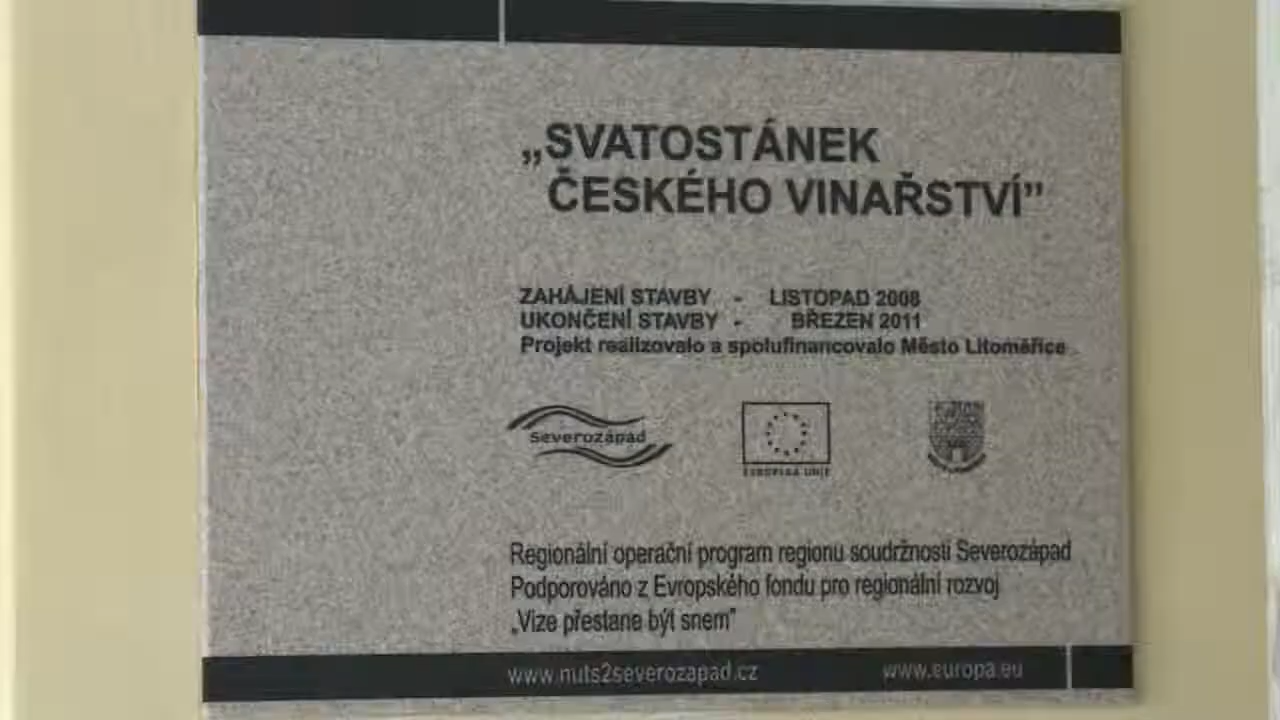 „SVATOSTÁNEK
ČESKÉHO VINAŘSTVÍ”
ZAHÁJENÍ STAVBY - LISTOPAD 2008
UKONČENÍ STAVBY - BŘEZEN 2011
Projekt realizovalo a spolufinancovalo Město Litoměřice
Severozápad
EVROPSKÁ UNIE
Regionální operační program regionu soudržnosti Severozápad
Podporováno z Evropského fondu pro regionální rozvoj
„Vize přestane být snem”
www.nuts2severozapad.cz www.europa.eu